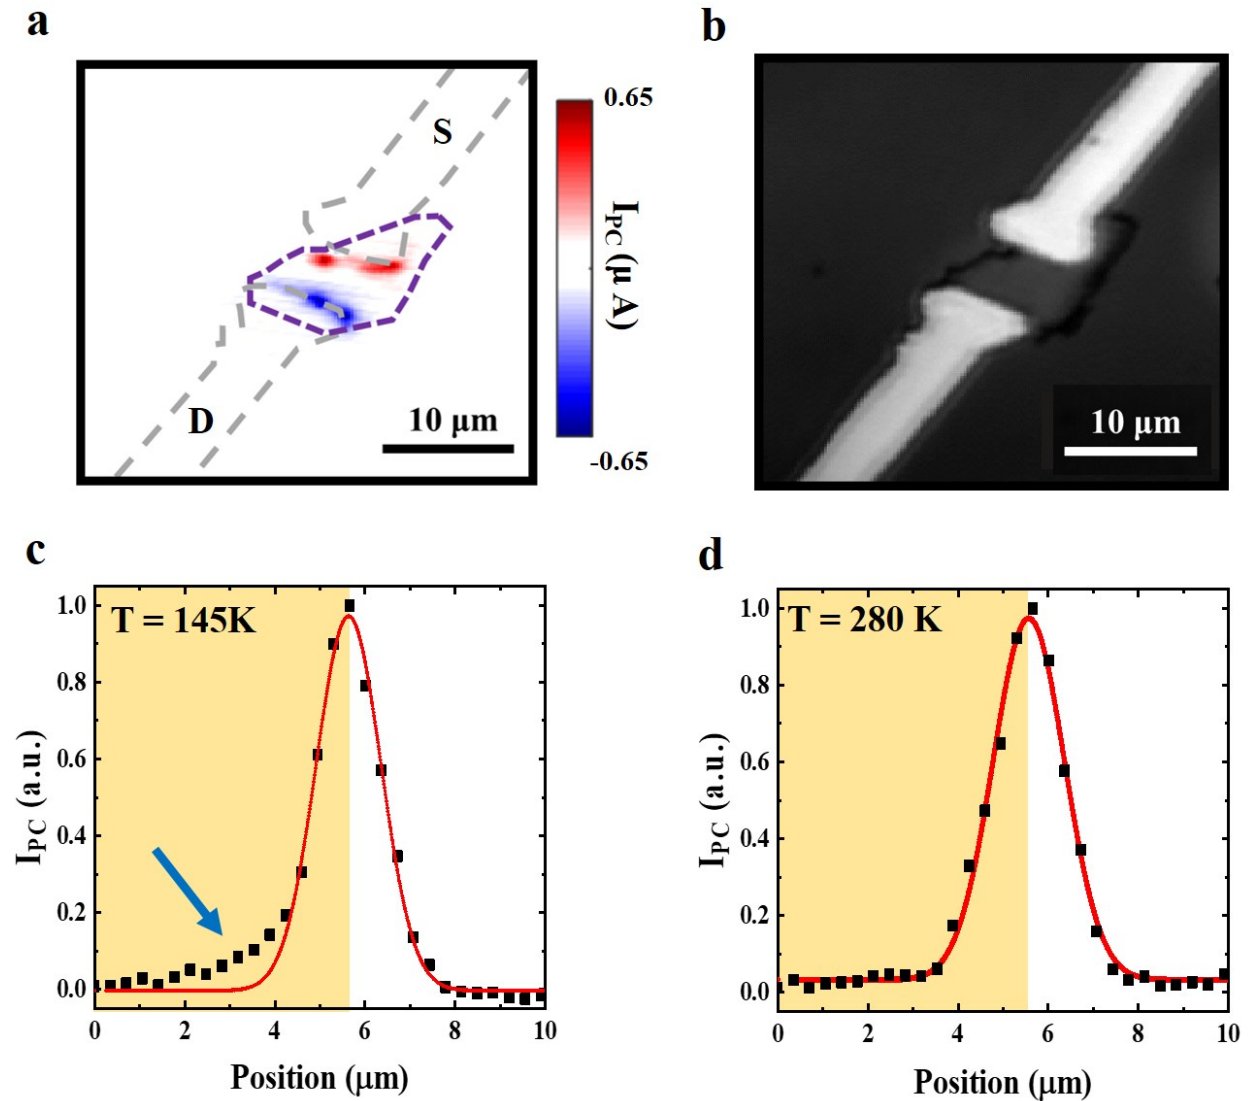 a
S
D
10 μm
0.65
I_PC (μ A)
-0.65
b
10 μm
c
T = 145K
1.0
0.8
0.6
0.4
0.2
0.0
I_PC (a.u.)
0 2 4 6 8 10
Position (μm)
d
T = 280 K
1.0
0.8
0.6
0.4
0.2
0.0
I_PC (a.u.)
0 2 4 6 8 10
Position (μm)